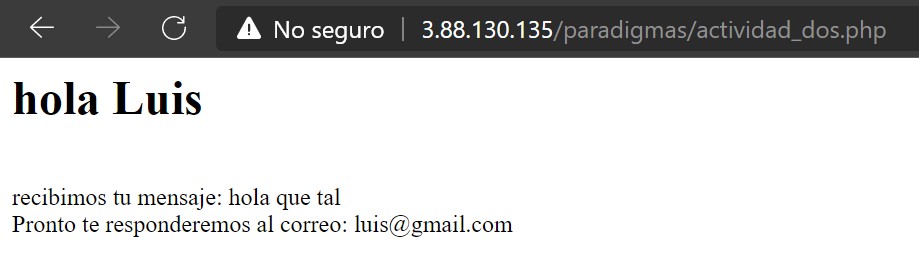 No seguro | 3.88.130.135/paradigmas/actividad_dos.php
hola Luis
recibimos tu mensaje: hola que tal
Pronto te responderemos al correo: luis@gmail.com